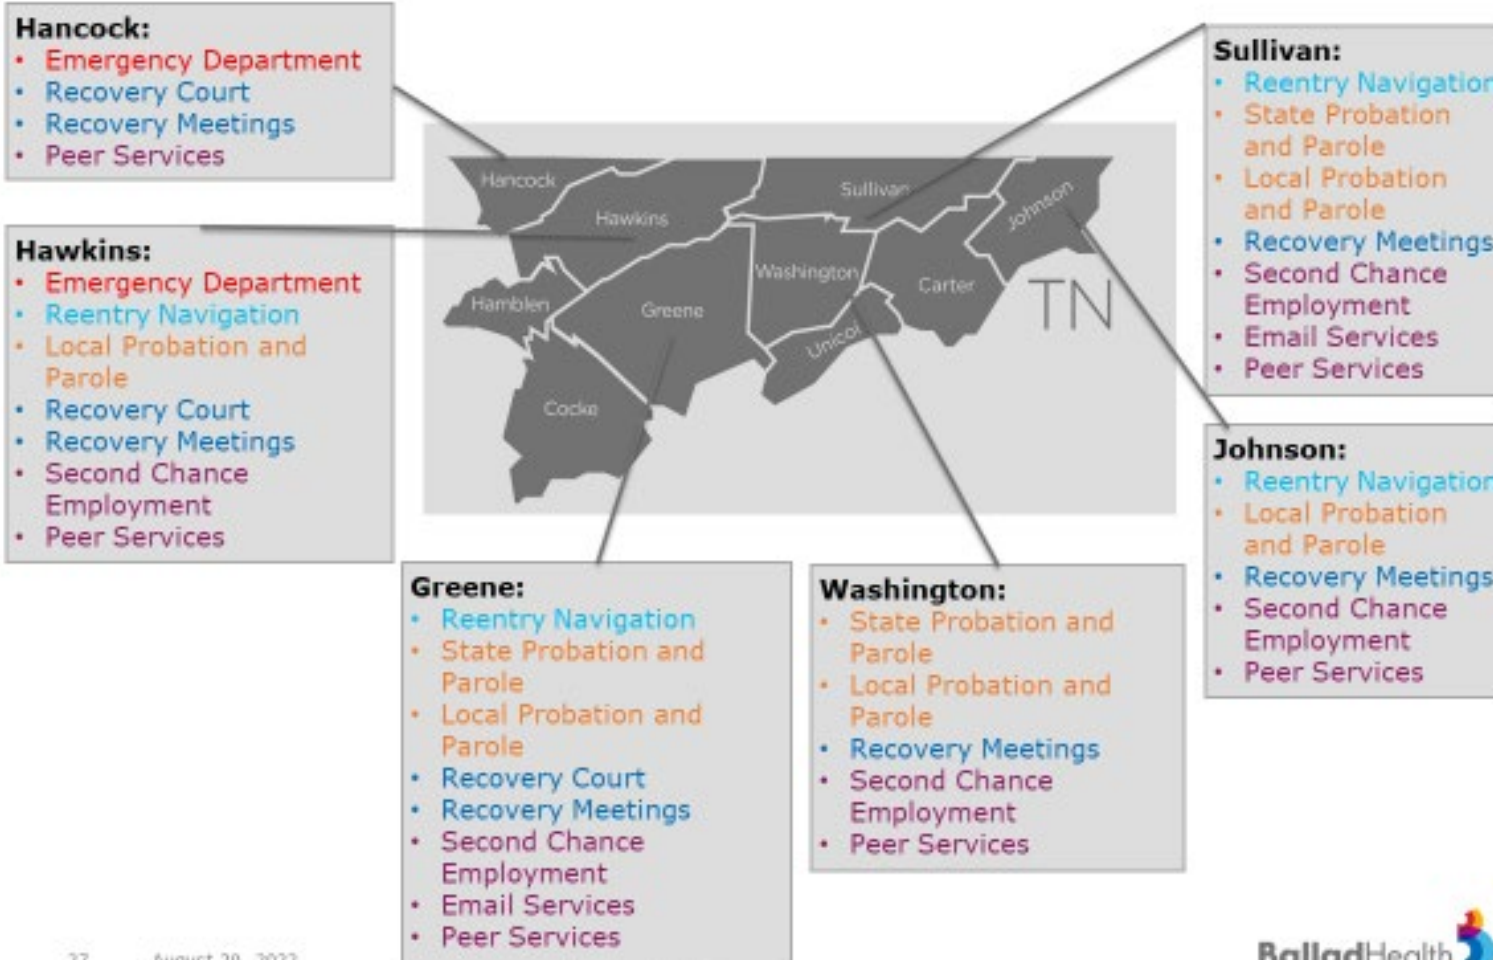 Hancock:
• Emergency Department
• Recovery Court
• Recovery Meetings
• Peer Services
Hawkins:
• Emergency Department
• Reentry Navigation
• Local Probation and
Parole
• Recovery Court
• Recovery Meetings
• Second Chance
Employment
• Peer Services
Hancock
Hawkins
Sullivan
Johnson
Hamblen
Greene
Washington
Carter
Unicoi
Cocke
TN
Sullivan:
• Reentry Navigation
• State Probation
and Parole
• Local Probation
and Parole
• Recovery Meetings
• Second Chance
Employment
• Email Services
• Peer Services
Johnson:
• Reentry Navigation
• Local Probation
and Parole
• Recovery Meetings
• Second Chance
Employment
• Peer Services
Greene:
• Reentry Navigation
• State Probation and
Parole
• Local Probation and
Parole
• Recovery Court
• Recovery Meetings
• Second Chance
Employment
• Email Services
• Peer Services
Washington:
• State Probation and
Parole
• Local Probation and
Parole
• Recovery Meetings
• Second Chance
Employment
• Peer Services
August
BalladHealth